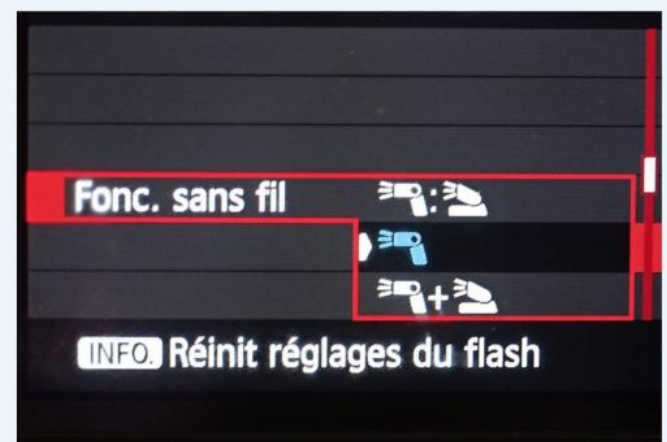 Fonc. sans fil
:
+
INFO. Réinit réglages du flash